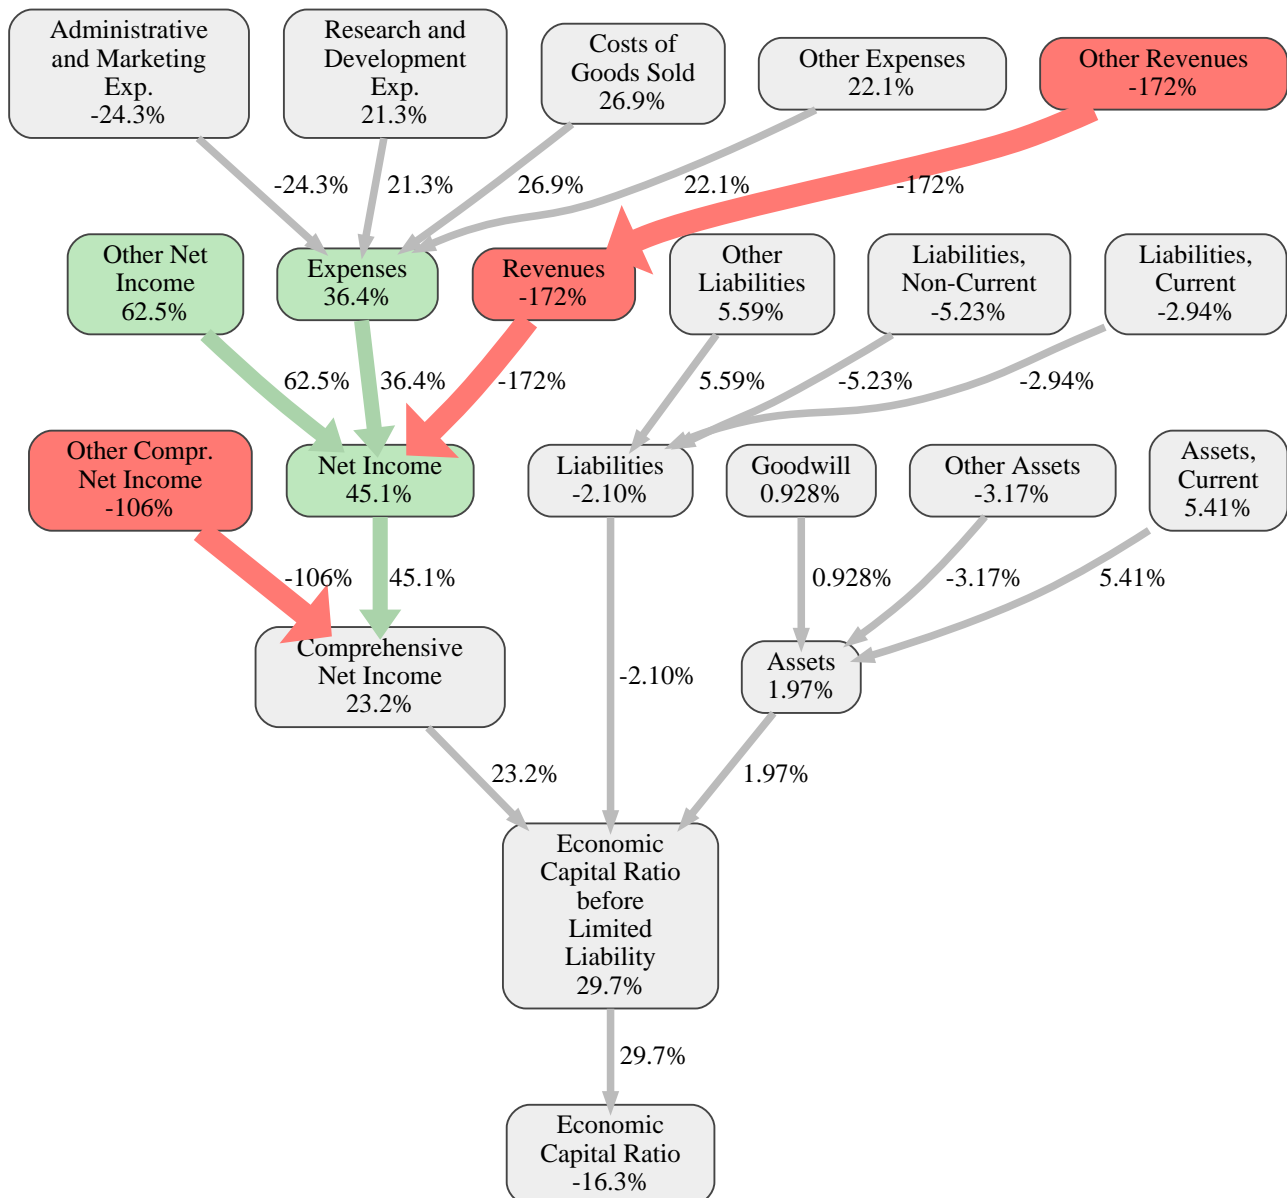 Administrative
and Marketing
Exp.
-24.3%
Research and
Development
Exp.
21.3%
Costs of
Goods Sold
26.9%
Other Expenses
22.1%
Other Revenues
-172%
-24.3%
21.3%
26.9%
22.1%
-172%
Other Net
Income
62.5%
Expenses
36.4%
Revenues
-172%
Other
Liabilities
5.59%
Liabilities,
Non-Current
-5.23%
Liabilities,
Current
-2.94%
62.5%
36.4%
-172%
5.59%
-5.23%
-2.94%
Other Compr.
Net Income
-106%
Net Income
45.1%
Liabilities
-2.10%
Goodwill
0.928%
Other Assets
-3.17%
Assets,
Current
5.41%
-106%
45.1%
0.928%
-3.17%
5.41%
Comprehensive
Net Income
23.2%
-2.10%
Assets
1.97%
23.2%
1.97%
Economic
Capital Ratio
before
Limited
Liability
29.7%
29.7%
Economic
Capital Ratio
-16.3%